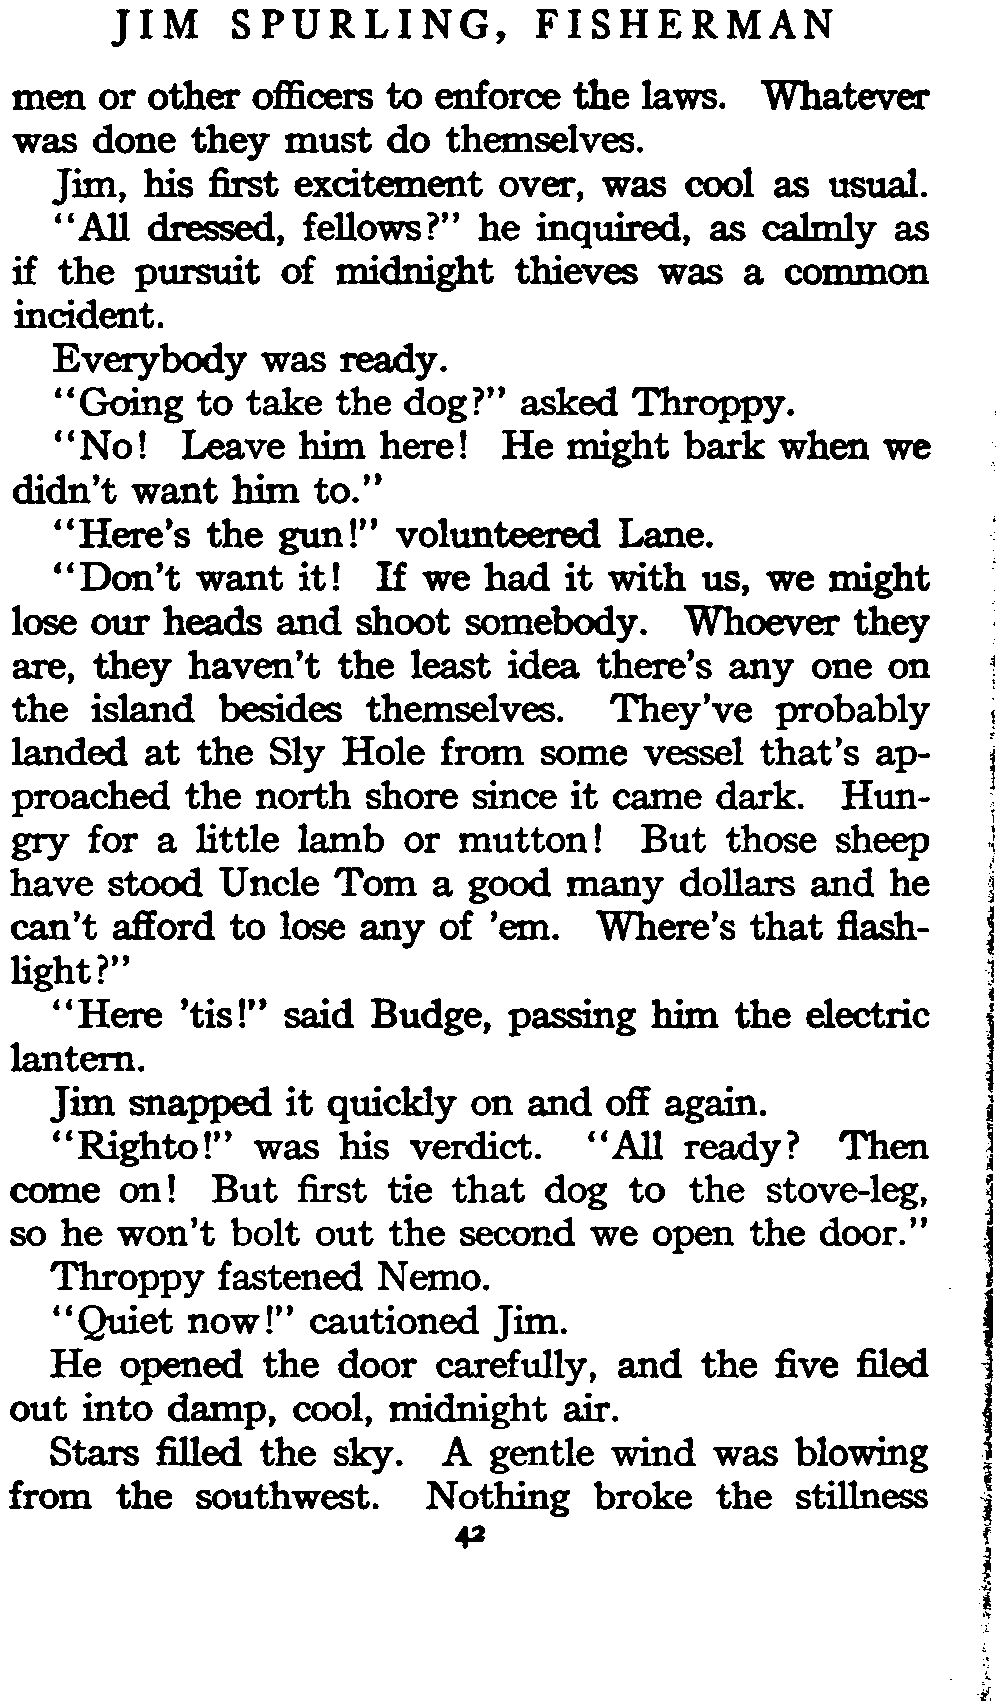 JIM SPURLING, FISHERMAN
men or other officers to enforce the laws. Whatever
was done they must do themselves.
Jim, his first excitement over, was cool as usual.
"All dressed, fellows?" he inquired, as calmly as
if the pursuit of midnight thieves was a common
incident.
Everybody was ready.
"Going to take the dog?" asked Throppy.
"No! Leave him here! He might bark when we
didn't want him to."
"Here's the gun!" volunteered Lane.
"Don't want it! If we had it with us, we might
lose our heads and shoot somebody. Whoever they
are, they haven't the least idea there's any one on
the island besides themselves. They've probably
landed at the Sly Hole from some vessel that's ap-
proached the north shore since it came dark. Hun-
gry for a little lamb or mutton! But those sheep
have stood Uncle Tom a good many dollars and he
can't afford to lose any of 'em. Where's that flash-
light?"
"Here 'tis!" said Budge, passing him the electric
lantern.
Jim snapped it quickly on and off again.
"Righto!" was his verdict. "All ready? Then
come on! But first tie that dog to the stove-leg,
so he won't bolt out the second we open the door."
Throppy fastened Nemo.
"Quiet now!" cautioned Jim.
He opened the door carefully, and the five filed
out into damp, cool, midnight air.
Stars filled the sky. A gentle wind was blowing
from the southwest. Nothing broke the stillness
42